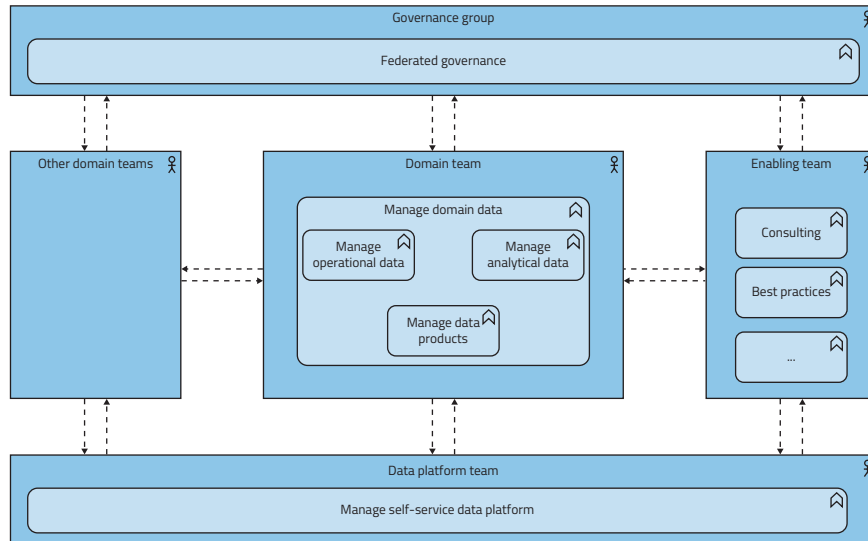 Governance group
Federated governance
Other domain teams
Domain team
Enabling team
Manage domain data
Manage
operational data
Manage
analytical data
Manage data
products
Consulting
Best practices
...
Data platform team
Manage self-service data platform